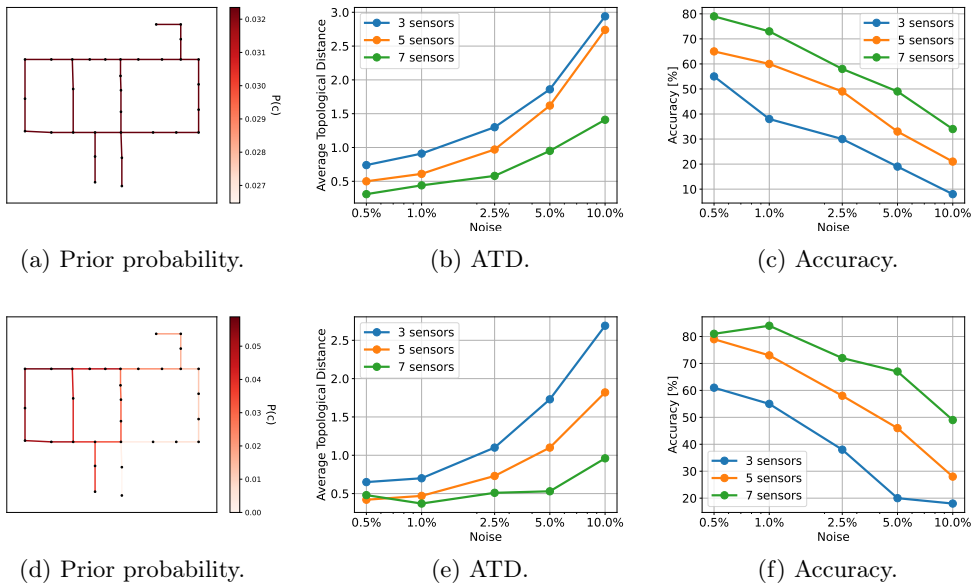 0.032
0.031
0.030
0.029
0.028
0.027
P(c)
(a) Prior probability.
3.0
2.5
2.0
1.5
1.0
0.5
Average Topological Distance
3 sensors
5 sensors
7 sensors
0.5% 1.0% 2.5% 5.0% 10.0%
Noise
(b) ATD.
80
70
60
50
40
30
20
10
Accuracy [%]
3 sensors
5 sensors
7 sensors
0.5% 1.0% 2.5% 5.0% 10.0%
Noise
(c) Accuracy.
0.05
0.04
0.03
0.02
0.01
0.00
P(c)
(d) Prior probability.
2.5
2.0
1.5
1.0
0.5
Average Topological Distance
3 sensors
5 sensors
7 sensors
0.5% 1.0% 2.5% 5.0% 10.0%
Noise
(e) ATD.
80
70
60
50
40
30
20
Accuracy [%]
3 sensors
5 sensors
7 sensors
0.5% 1.0% 2.5% 5.0% 10.0%
Noise
(f) Accuracy.